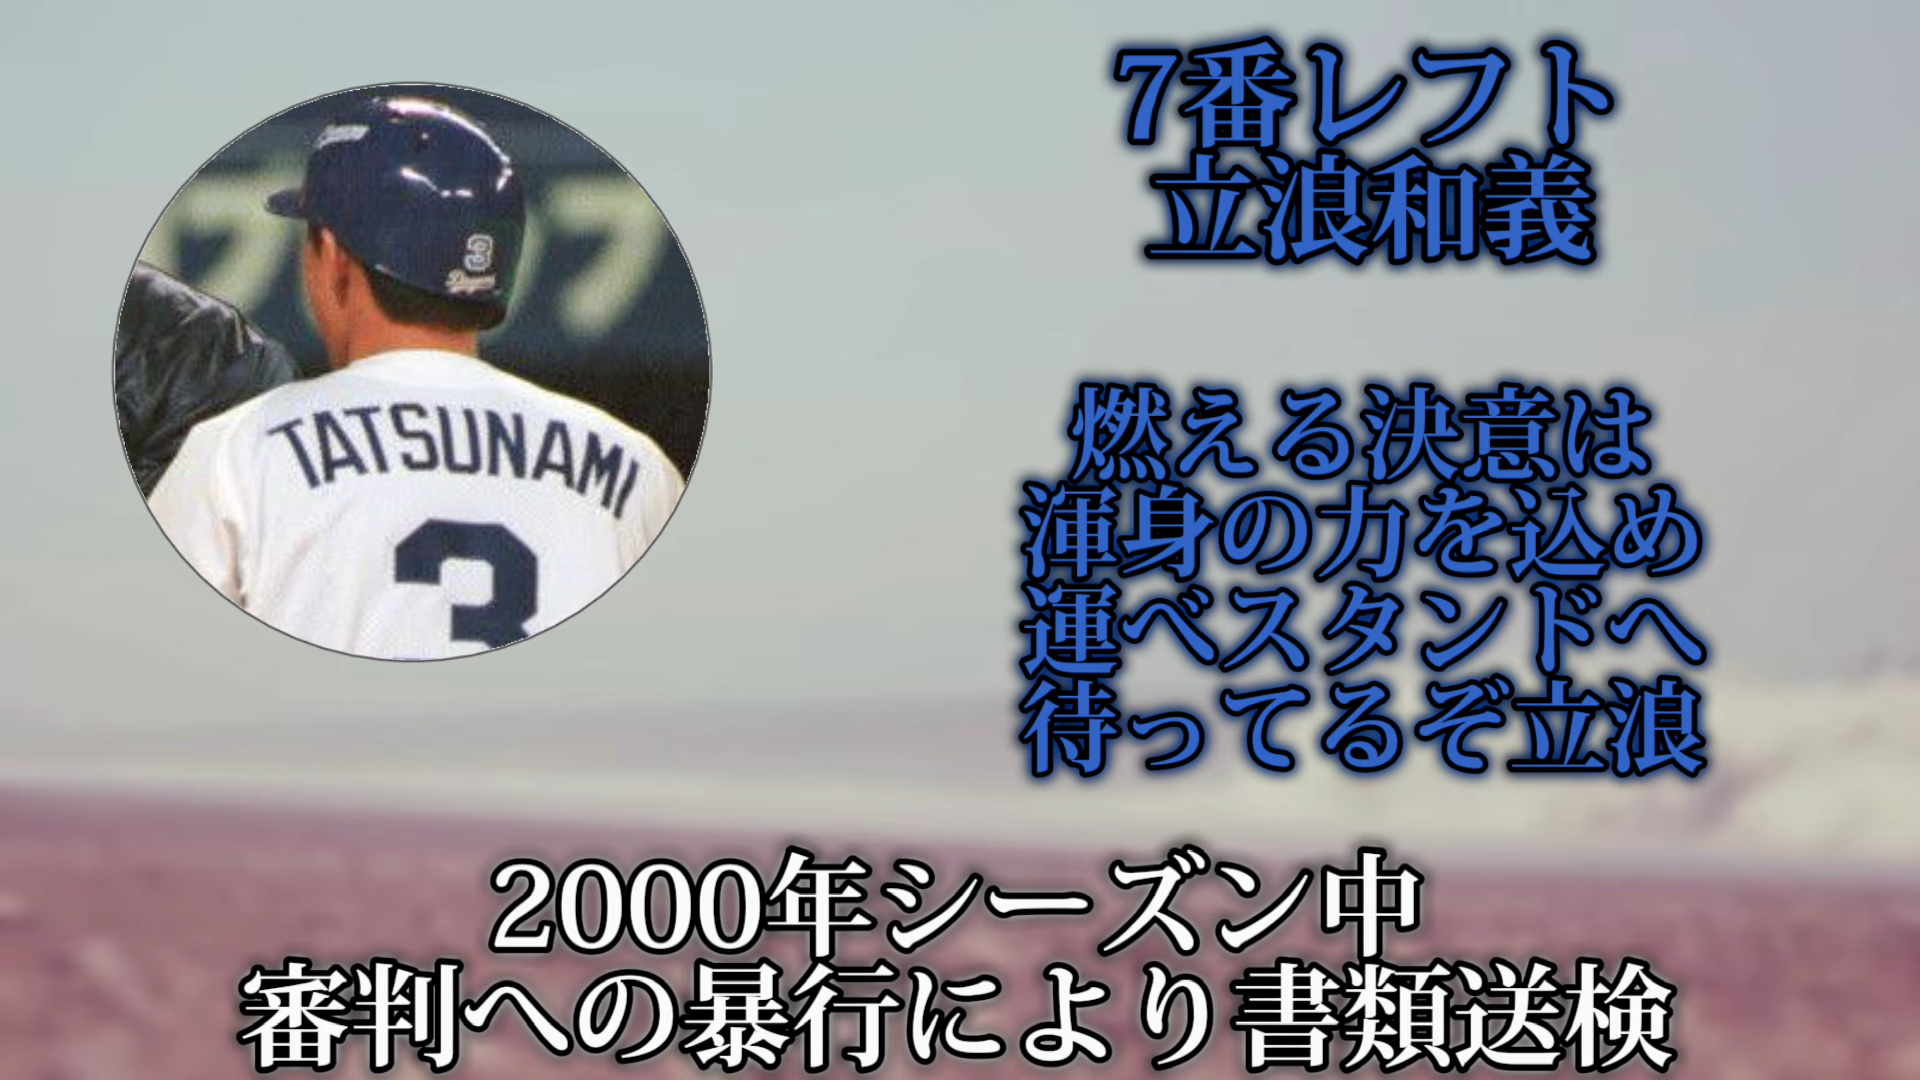 7番レフト
立浪和義
燃える決意は
渾身の力を込め
運べスタンドへ
待ってるぞ立浪
77
3
Dragons
TATSUNAMI
3
2000年シーズン中
審判への暴行により書類送検